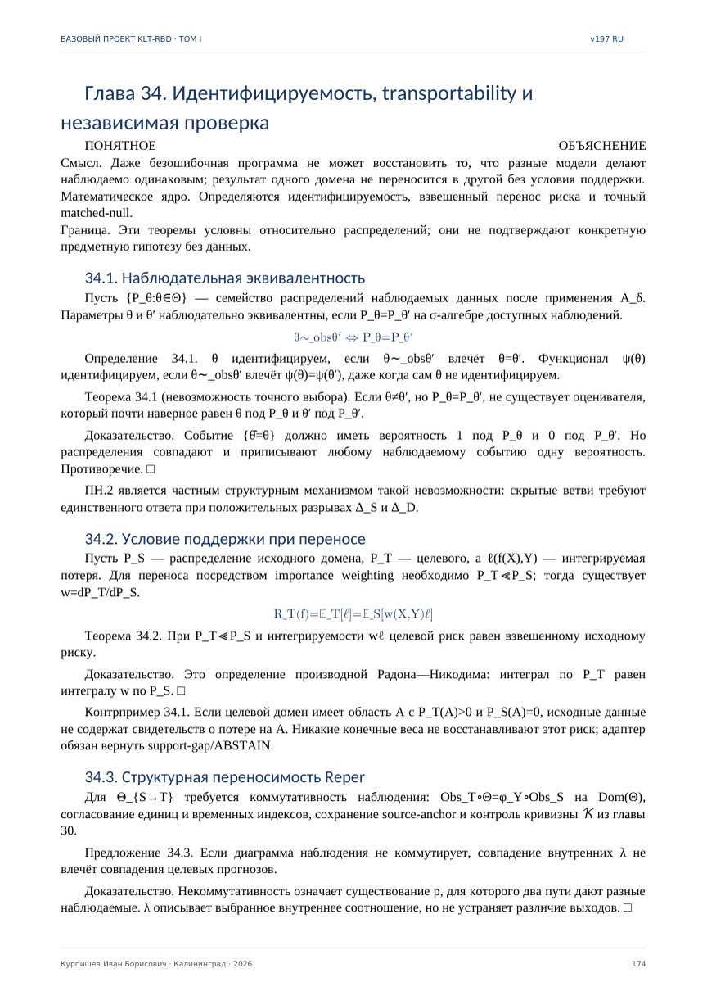 БАЗОВЫЙ ПРОЕКТ KLT-RBD · ТОМ I
v197 RU
Глава 34. Идентифицируемость, transportability и
независимая проверка
ПОНЯТНОЕ ОБЪЯСНЕНИЕ
Смысл. Даже безошибочная программа не может восстановить то, что разные модели делают
наблюдаемо одинаковым; результат одного домена не переносится в другой без условия поддержки.
Математическое ядро. Определяются идентифицируемость, взвешенный перенос риска и точный
matched-null.
Граница. Эти теоремы условны относительно распределений; они не подтверждают конкретную
предметную гипотезу без данных.
34.1. Наблюдательная эквивалентность
Пусть {P_θ:θ∈Θ} — семейство распределений наблюдаемых данных после применения A_δ.
Параметры θ и θ′ наблюдательно эквивалентны, если P_θ=P_θ′ на σ-алгебре доступных наблюдений.
θ∼_obsθ′ ⇔ P_θ=P_θ′
Определение 34.1. θ идентифицируем, если θ∼_obsθ′ влечёт θ=θ′. Функционал ψ(θ)
идентифицируем, если θ∼_obsθ′ влечёт ψ(θ)=ψ(θ′), даже когда сам θ не идентифицируем.
Теорема 34.1 (невозможность точного выбора). Если θ≠θ′, но P_θ=P_θ′, не существует оценивателя,
который почти наверное равен θ под P_θ и θ′ под P_θ′.
Доказательство. Событие {θ̂=θ} должно иметь вероятность 1 под P_θ и 0 под P_θ′. Но
распределения совпадают и приписывают любому наблюдаемому событию одну вероятность.
Противоречие. □
ПН.2 является частным структурным механизмом такой невозможности: скрытые ветви требуют
единственного ответа при положительных разрывах Δ_S и Δ_D.
34.2. Условие поддержки при переносе
Пусть P_S — распределение исходного домена, P_T — целевого, а ℓ(f(X),Y) — интегрируемая
потеря. Для переноса посредством importance weighting необходимо P_T≪P_S; тогда существует
w=dP_T/dP_S.
R_T(f)=𝔼_T[ℓ]=𝔼_S[w(X,Y)ℓ]
Теорема 34.2. При P_T≪P_S и интегрируемости wℓ целевой риск равен взвешенному исходному
риску.
Доказательство. Это определение производной Радона—Никодима: интеграл по P_T равен
интегралу w по P_S. □
Контрпример 34.1. Если целевой домен имеет область A с P_T(A)>0 и P_S(A)=0, исходные данные
не содержат свидетельств о потере на A. Никакие конечные веса не восстанавливают этот риск; адаптер
обязан вернуть support-gap/ABSTAIN.
34.3. Структурная переносимость Reper
Для Θ_{S→T} требуется коммутативность наблюдения: Obs_T∘Θ=φ_Y∘Obs_S на Dom(Θ),
согласование единиц и временных индексов, сохранение source-anchor и контроль кривизны 𝒦 из главы
30.
Предложение 34.3. Если диаграмма наблюдения не коммутирует, совпадение внутренних λ не
влечёт совпадения целевых прогнозов.
Доказательство. Некоммутативность означает существование p, для которого два пути дают разные
наблюдаемые. λ описывает выбранное внутреннее соотношение, но не устраняет различие выходов. □
Курпишев Иван Борисович · Калининград · 2026
174